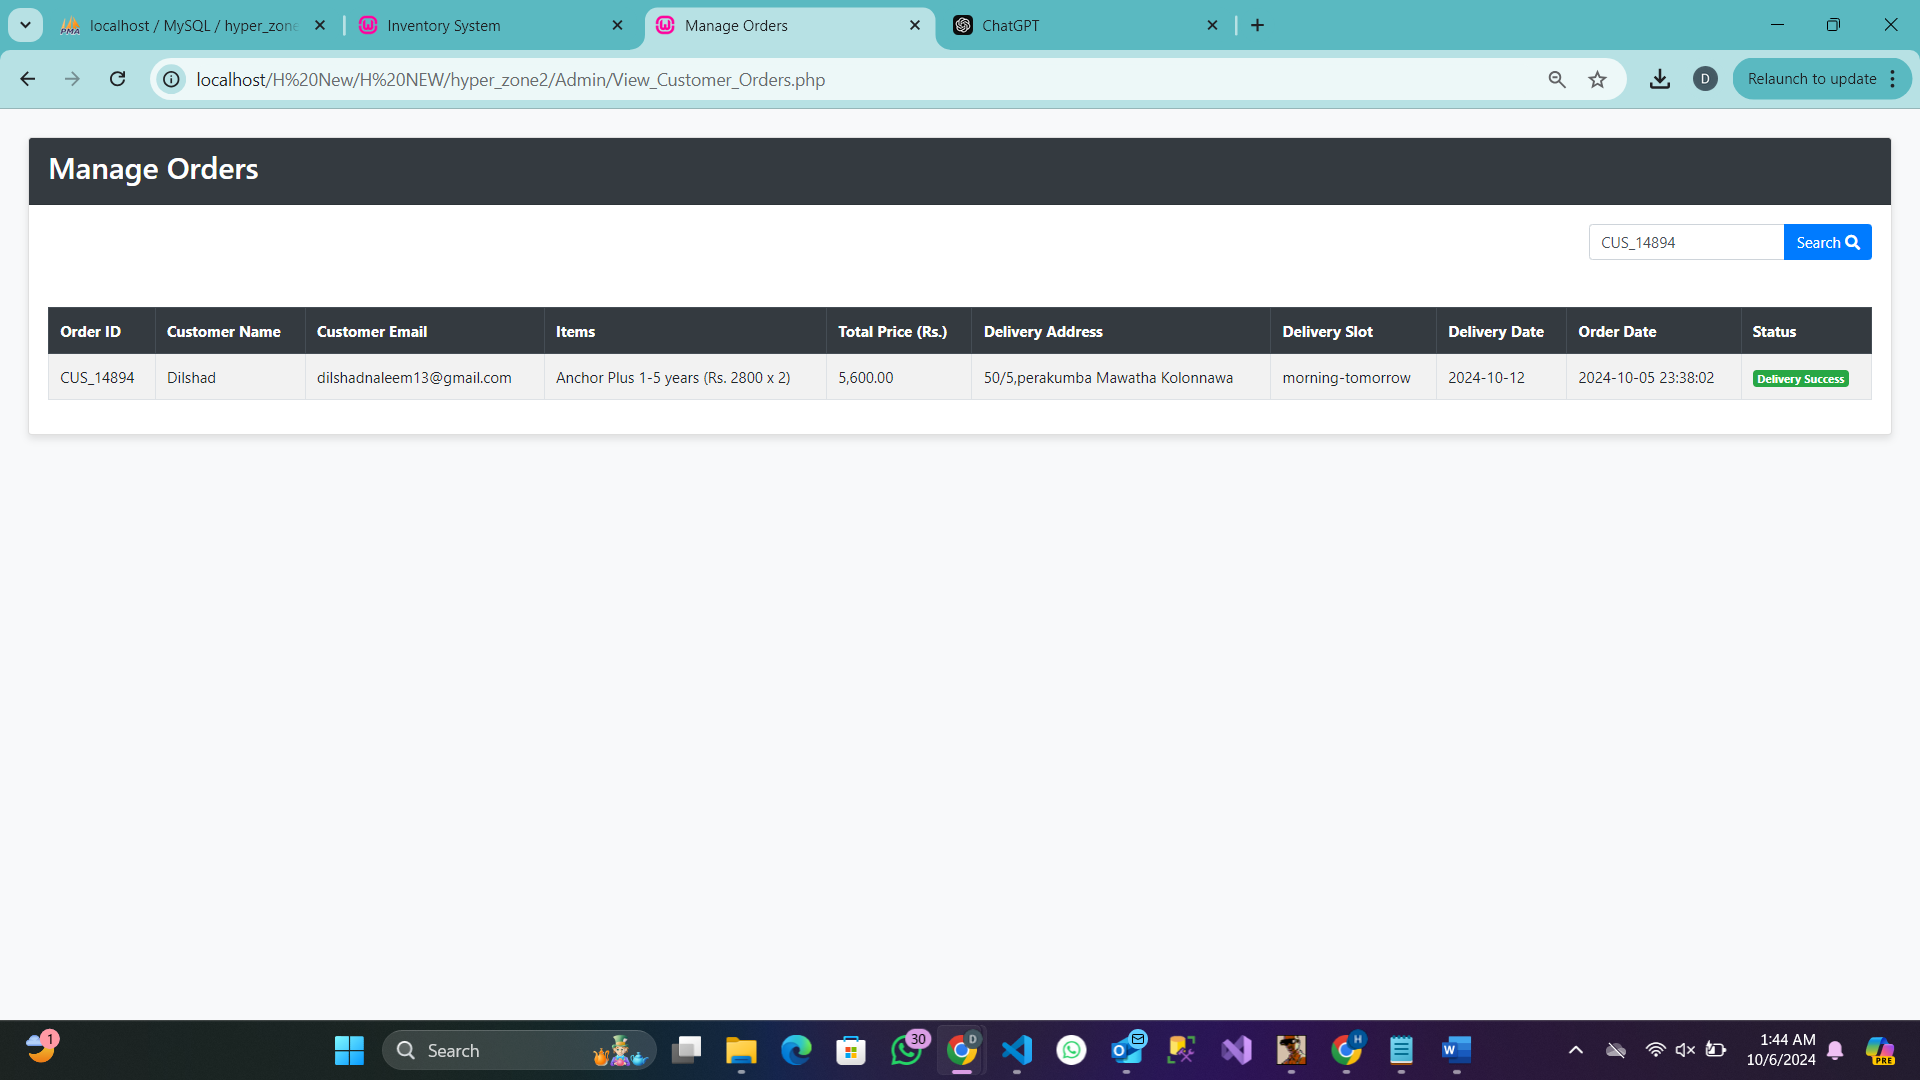 localhost / MySQL / hyper_zone
Inventory System
Manage Orders
ChatGPT
localhost/H%20New/H%20NEW/hyper_zone2/Admin/View_Customer_Orders.php
D
Relaunch to update
Manage Orders
CUS_14894
Search
Order ID Customer Name Customer Email Items Total Price (Rs.) Delivery Address Delivery Slot Delivery Date Order Date Status
CUS_14894 Dilshad dilshadnaleem13@gmail.com Anchor Plus 1-5 years (Rs. 2800 x 2) 5,600.00 50/5,perakumba Mawatha Kolonnawa morning-tomorrow 2024-10-12 2024-10-05 23:38:02 Delivery Success
1
Search
30
D
H
1:44 AM
10/6/2024
PRE